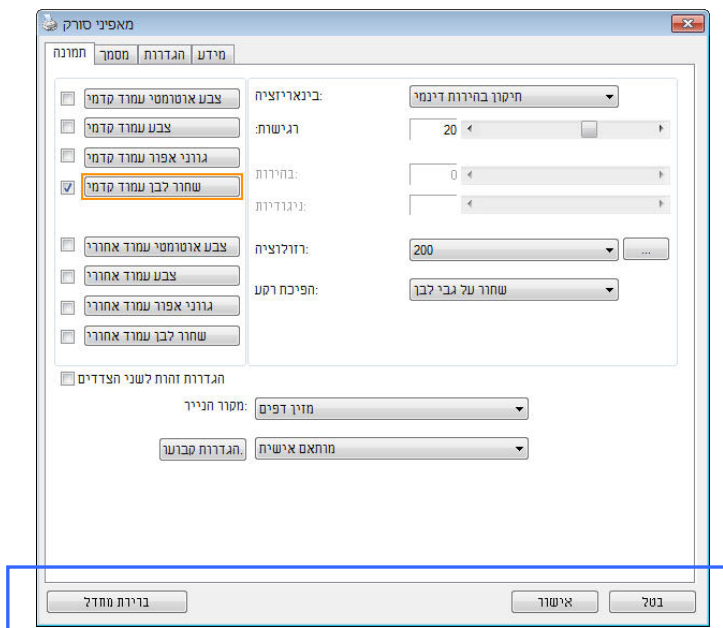 מאפיני סורק
תמונה מסמך הגדרות מידע
צבע אוטומטי עמוד קדמי
צבע עמוד קדמי
גווני אפור עמוד קדמי
שחור לבן עמוד קדמי
צבע אוטומטי עמוד אחורי
צבע עמוד אחורי
גווני אפור עמוד אחורי
שחור לבן עמוד אחורי
בינאריזציה: תיקון בהירות דינמי
רגישות: 20
בהירות: 0
ניגודיות:
רזולוציה: 200 ...
הפיכת רקע: שחור על גבי לבן
הגדרות זהות לשני הצדדים
מקור הנייר: מזין דפים
הגדרות קבועו. מותאם אישית
ברירת מחדל אישור בטל